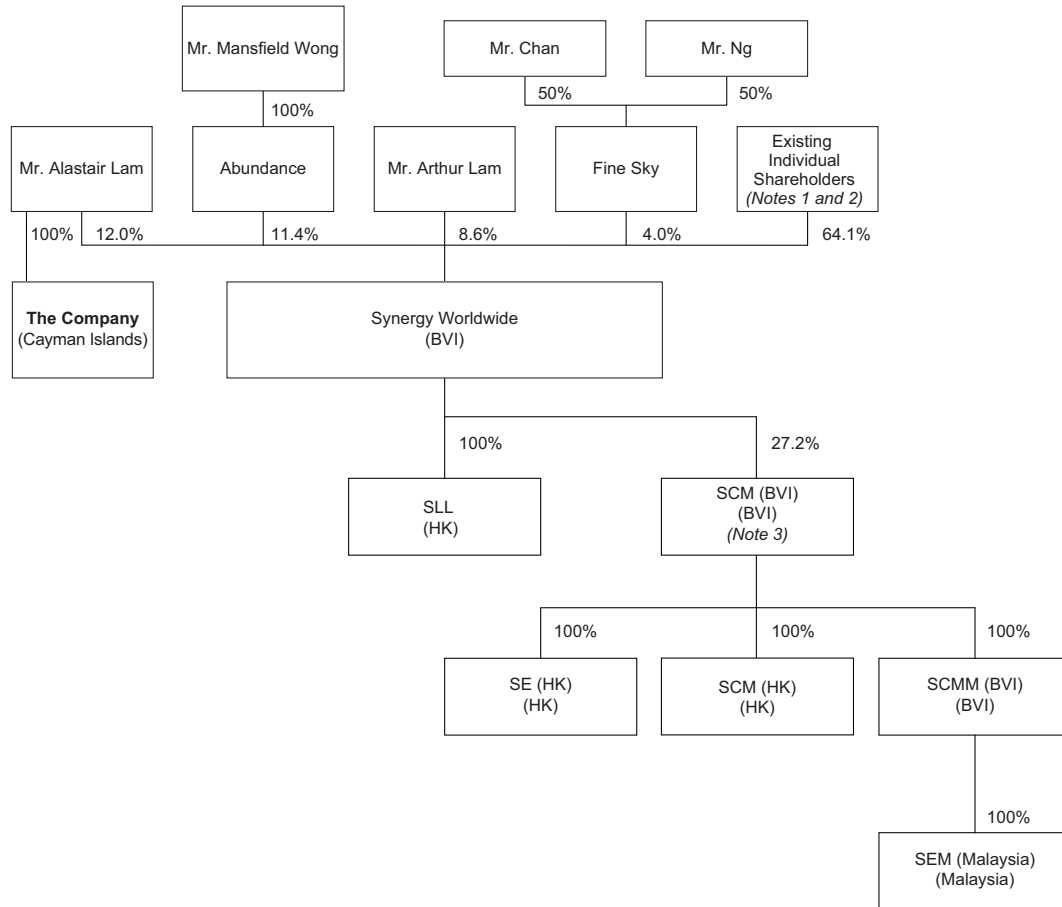 Mr. Mansfield Wong
Mr. Chan
Mr. Ng
100%
50%
50%
Mr. Alastair Lam
Abundance
Mr. Arthur Lam
Fine Sky
Existing
Individual
Shareholders
(Notes 1 and 2)
100%
12.0%
11.4%
8.6%
4.0%
64.1%
The Company
(Cayman Islands)
Synergy Worldwide
(BVI)
100%
27.2%
SLL
(HK)
SCM (BVI)
(BVI)
(Note 3)
100%
100%
100%
SE (HK)
(HK)
SCM (HK)
(HK)
SCMM (BVI)
(BVI)
100%
SEM (Malaysia)
(Malaysia)